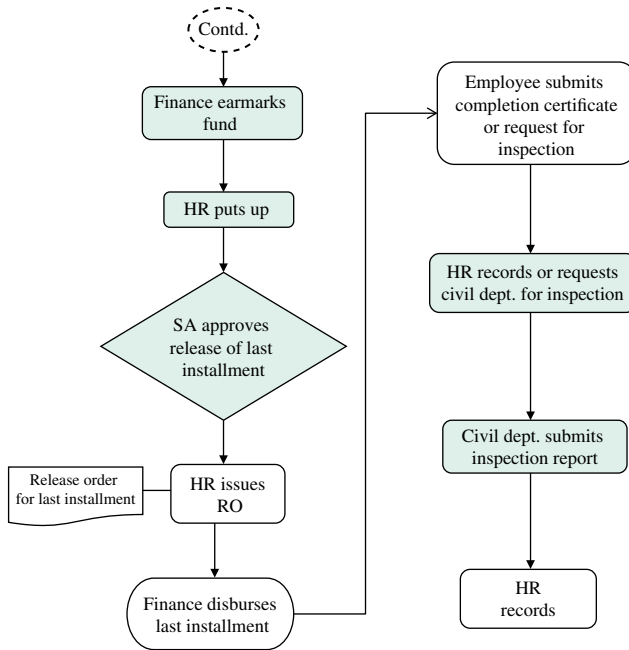 Contd.
Finance earmarks
fund
HR puts up
SA approves
release of last
installment
Release order
for last installment
HR issues
RO
Finance disburses
last installment
Employee submits
completion certificate
or request for
inspection
HR records or requests
civil dept. for inspection
Civil dept. submits
inspection report
HR
records